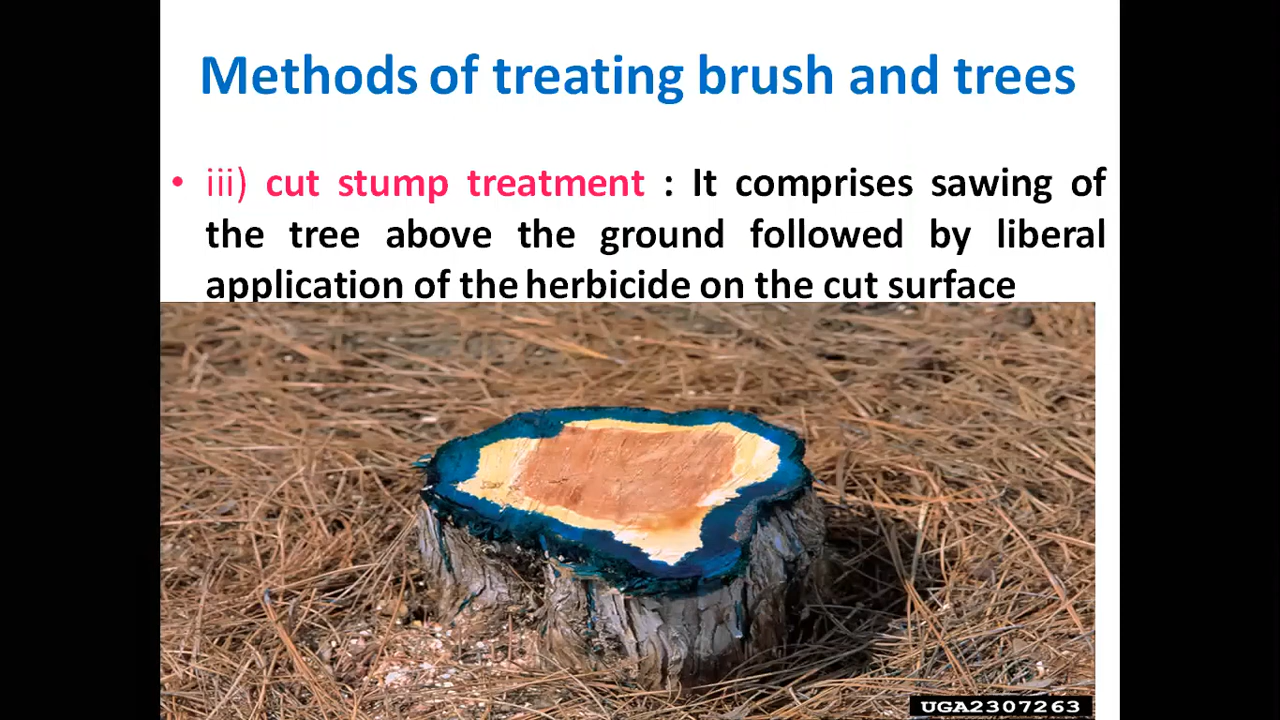 Methods of treating brush and trees
• iii) cut stump treatment : It comprises sawing of
the tree above the ground followed by liberal
application of the herbicide on the cut surface
UGA2307263